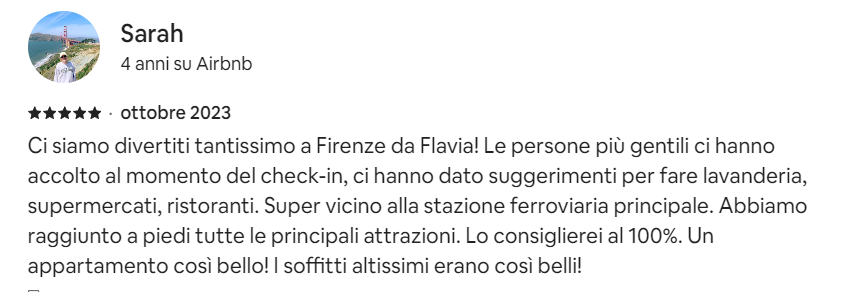 Sarah
4 anni su Airbnb
★★★★★ · ottobre 2023
Ci siamo divertiti tantissimo a Firenze da Flavia! Le persone più gentili ci hanno
accolto al momento del check-in, ci hanno dato suggerimenti per fare lavanderia,
supermercati, ristoranti. Super vicino alla stazione ferroviaria principale. Abbiamo
raggiunto a piedi tutte le principali attrazioni. Lo consiglierei al 100%. Un
appartamento così bello! I soffitti altissimi erano così belli!